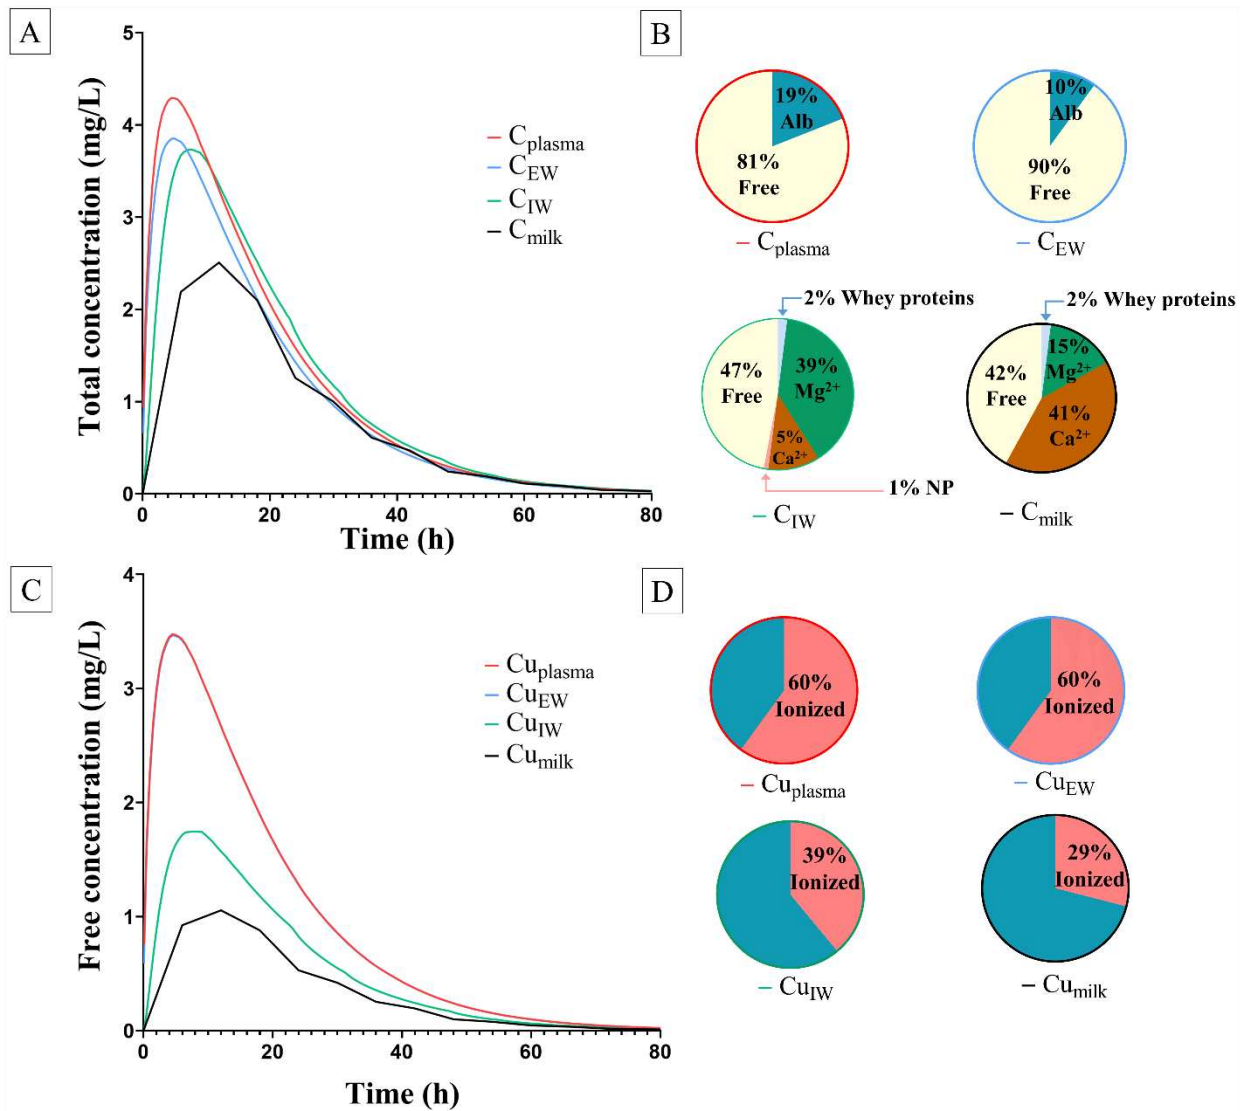 A
Total concentration (mg/L)
5
4
3
2
1
0
0
20
40
60
80
Time (h)
C_plasma
C_EW
C_IW
C_milk
B
19%
Alb
81%
Free
C_plasma
10%
Alb
90%
Free
C_EW
2% Whey proteins
47%
Free
39%
Mg²⁺
5%
Ca²⁺
1% NP
C_IW
2% Whey proteins
15%
Mg²⁺
42%
Free
41%
Ca²⁺
C_milk
C
Free concentration (mg/L)
4
3
2
1
0
0
20
40
60
80
Time (h)
Cu_plasma
Cu_EW
Cu_IW
Cu_milk
D
60%
Ionized
Cu_plasma
60%
Ionized
Cu_EW
39%
Ionized
Cu_IW
29%
Ionized
Cu_milk